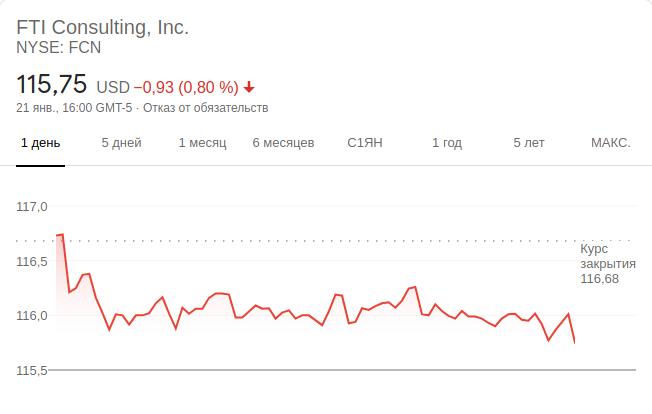 FTI Consulting, Inc.
NYSE: FCN
115,75 USD −0,93 (0,80 %)
21 янв., 16:00 GMT-5 · Отказ от обязательств
1 день 5 дней 1 месяц 6 месяцев С1ЯН 1 год 5 лет МАКС.
117,0
Курс
закрытия
116,68
116,5
116,0
115,5